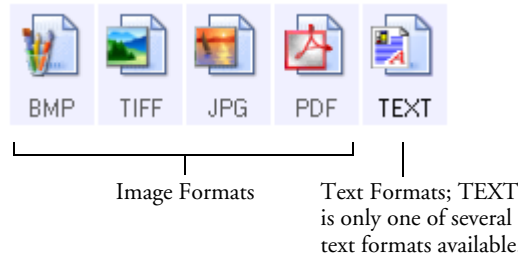 BMP TIFF JPG PDF TEXT
Image Formats
Text Formats; TEXT
is only one of several
text formats available